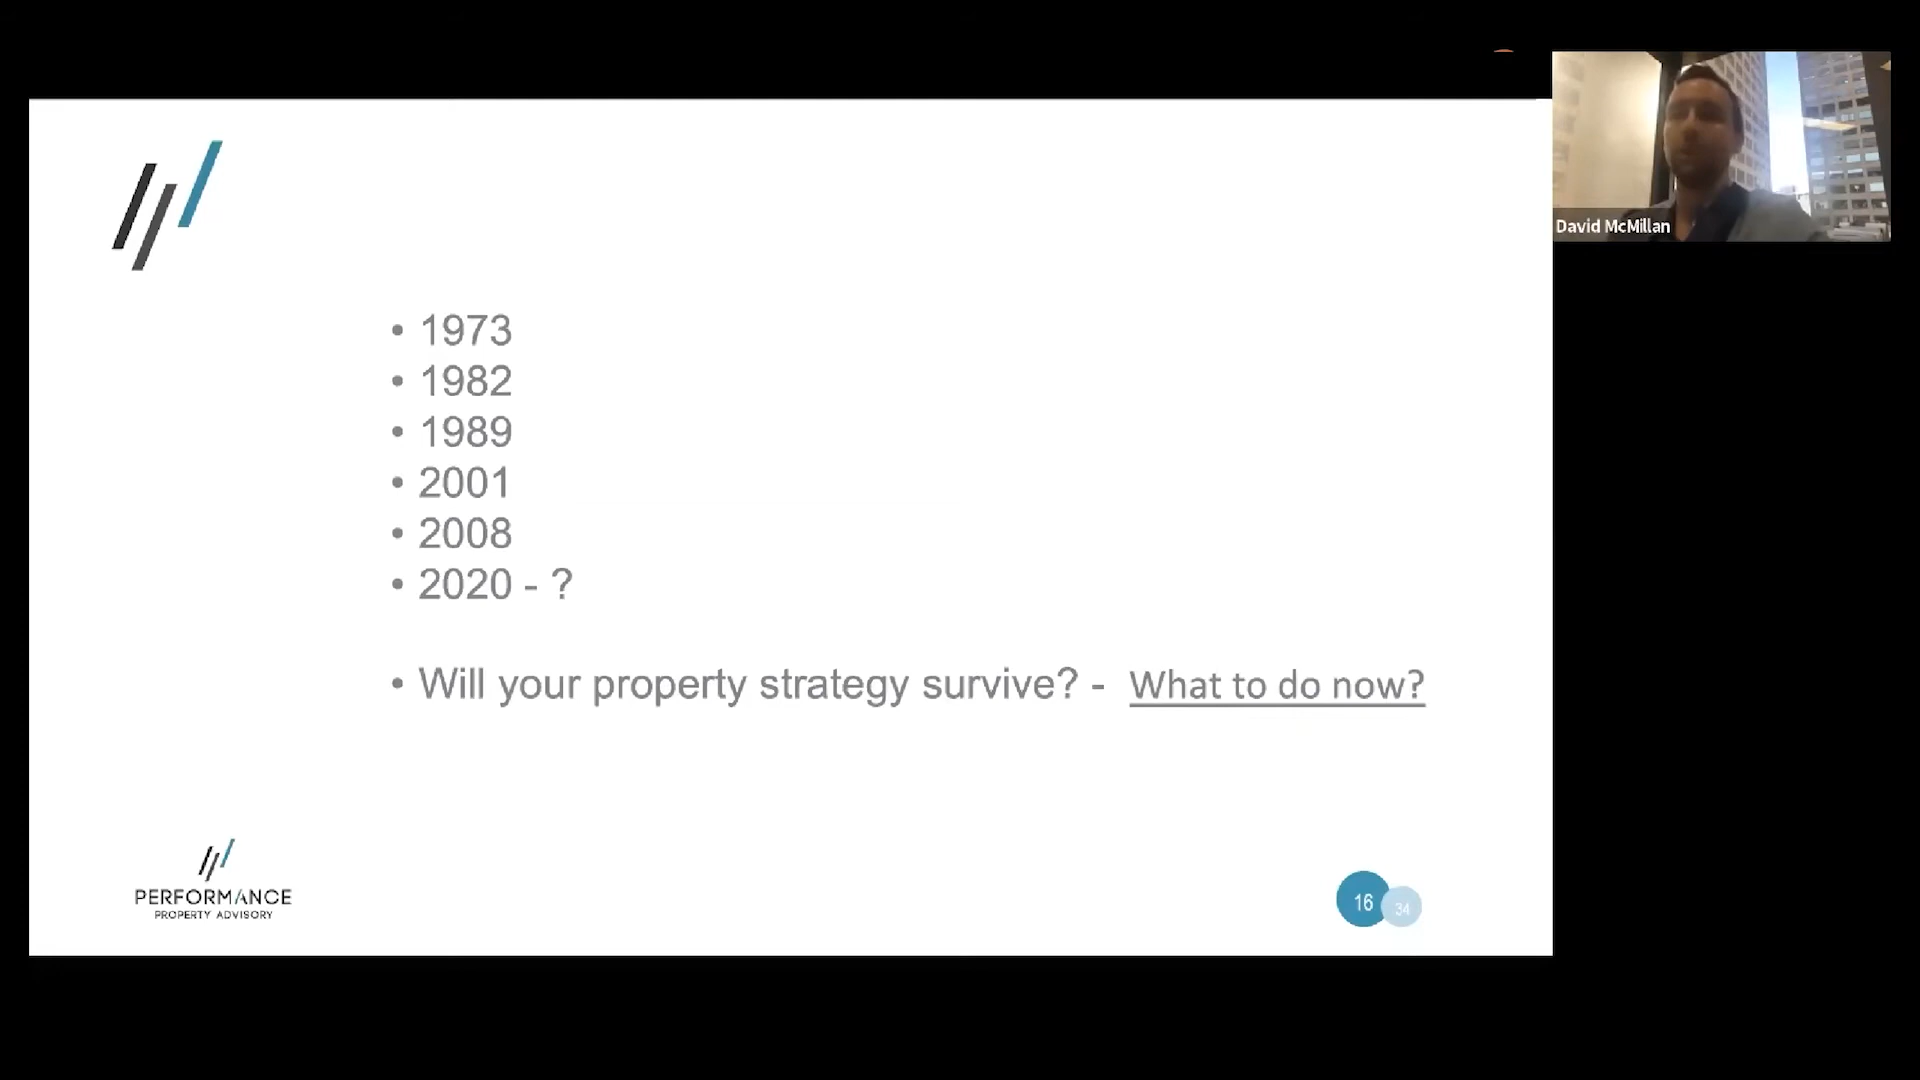 David McMillan
• 1973
• 1982
• 1989
• 2001
• 2008
• 2020 - ?
• Will your property strategy survive? - What to do now?
PERFORMANCE
PROPERTY ADVISORY
16
34